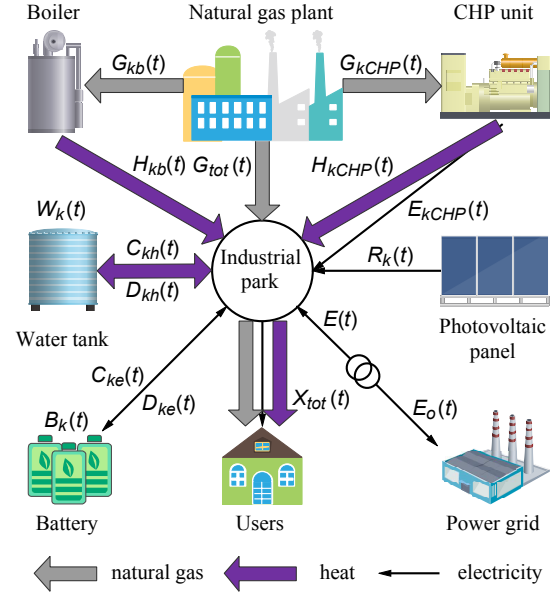 Boiler
Natural gas plant
CHP unit
G_kb(t)
G_kCHP(t)
H_kb(t)
G_tot(t)
H_kCHP(t)
W_k(t)
E_kCHP(t)
C_kh(t)
Industrial
park
R_k(t)
D_kh(t)
E(t)
Water tank
Photovoltaic
panel
C_ke(t)
D_ke(t)
X_tot(t)
E_o(t)
B_k(t)
Battery
Users
Power grid
natural gas
heat
electricity